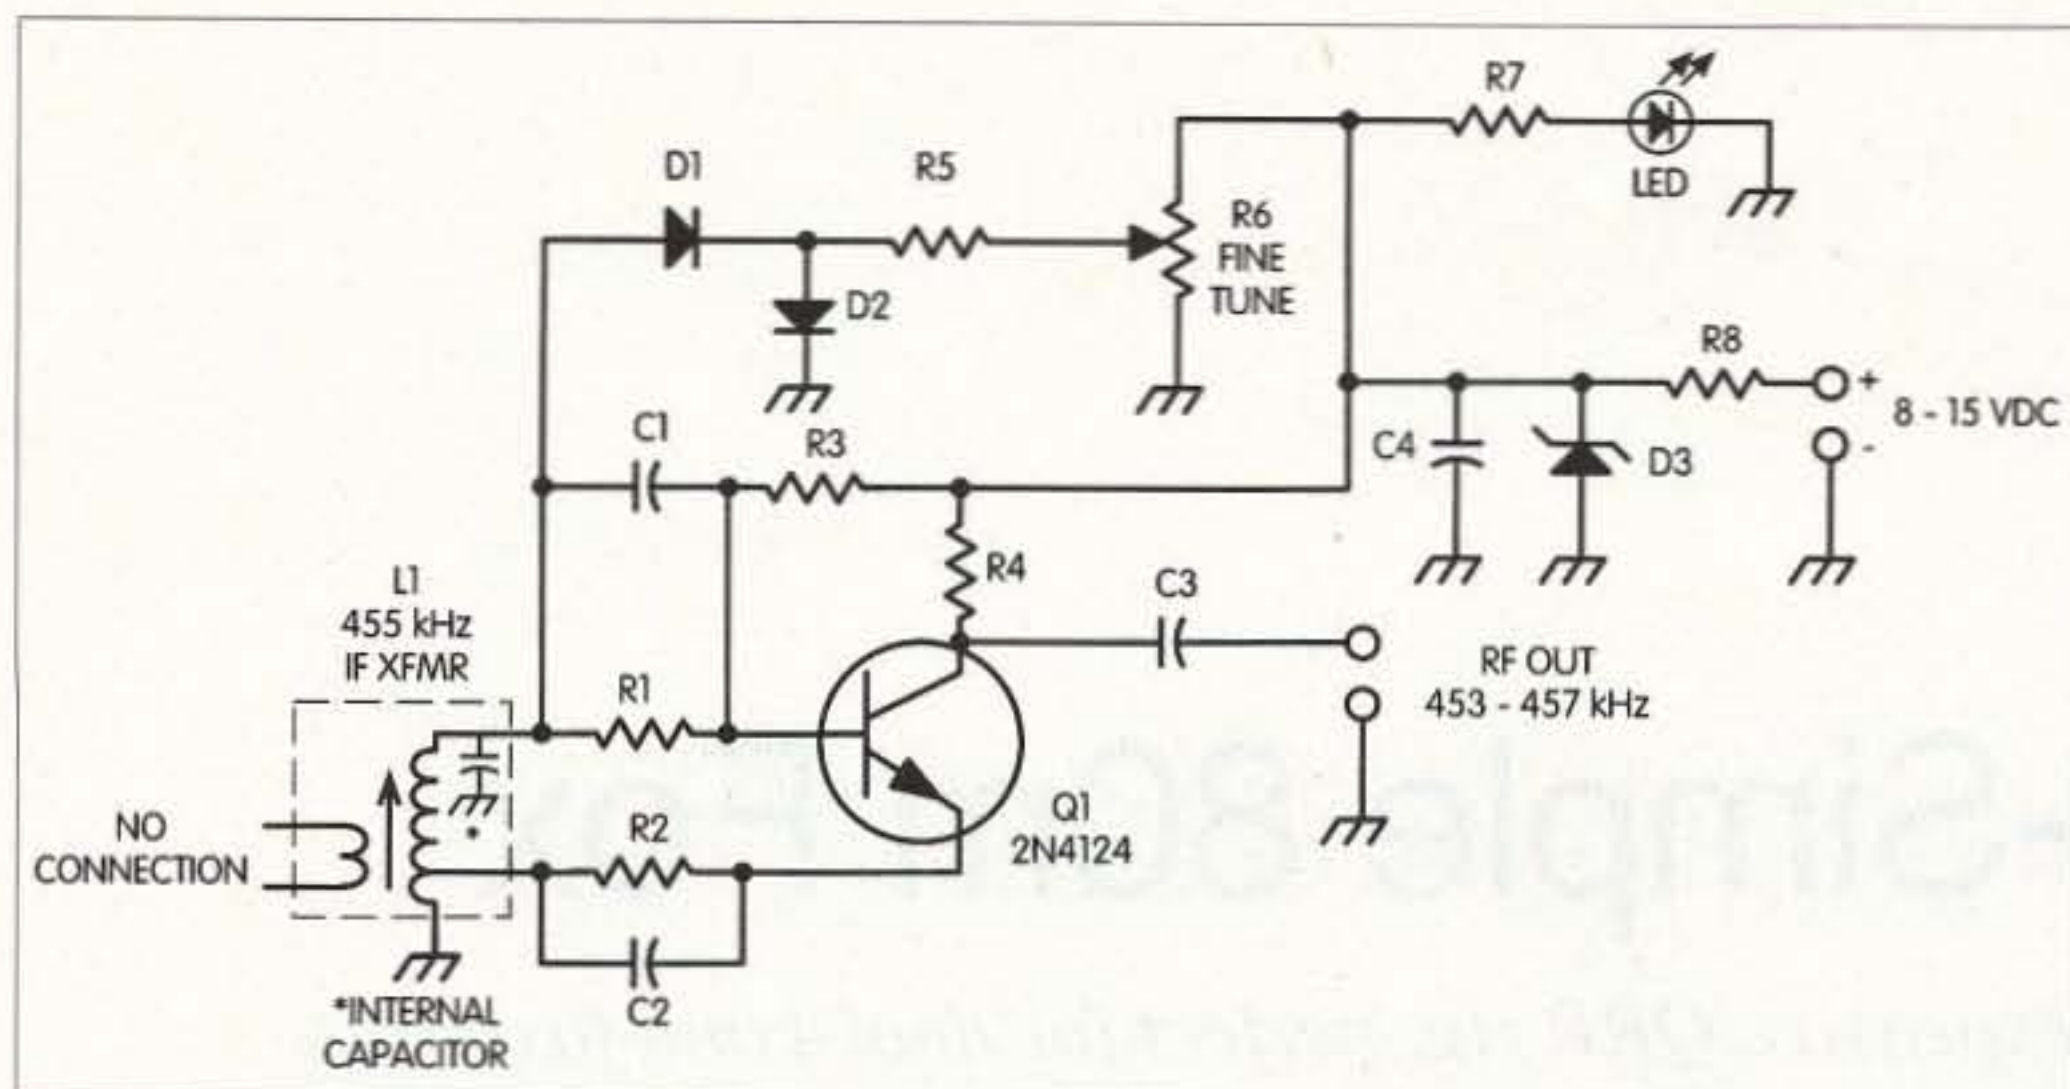 R7
LED
D1
R5
R6
FINE
TUNE
D2
R8
+
8 - 15 VDC
-
C1
R3
C4
D3
L1
455 kHz
IF XFMR
R4
C3
RF OUT
453 - 457 kHz
R1
NO
CONNECTION
*
R2
Q1
2N4124
C2
*INTERNAL
CAPACITOR